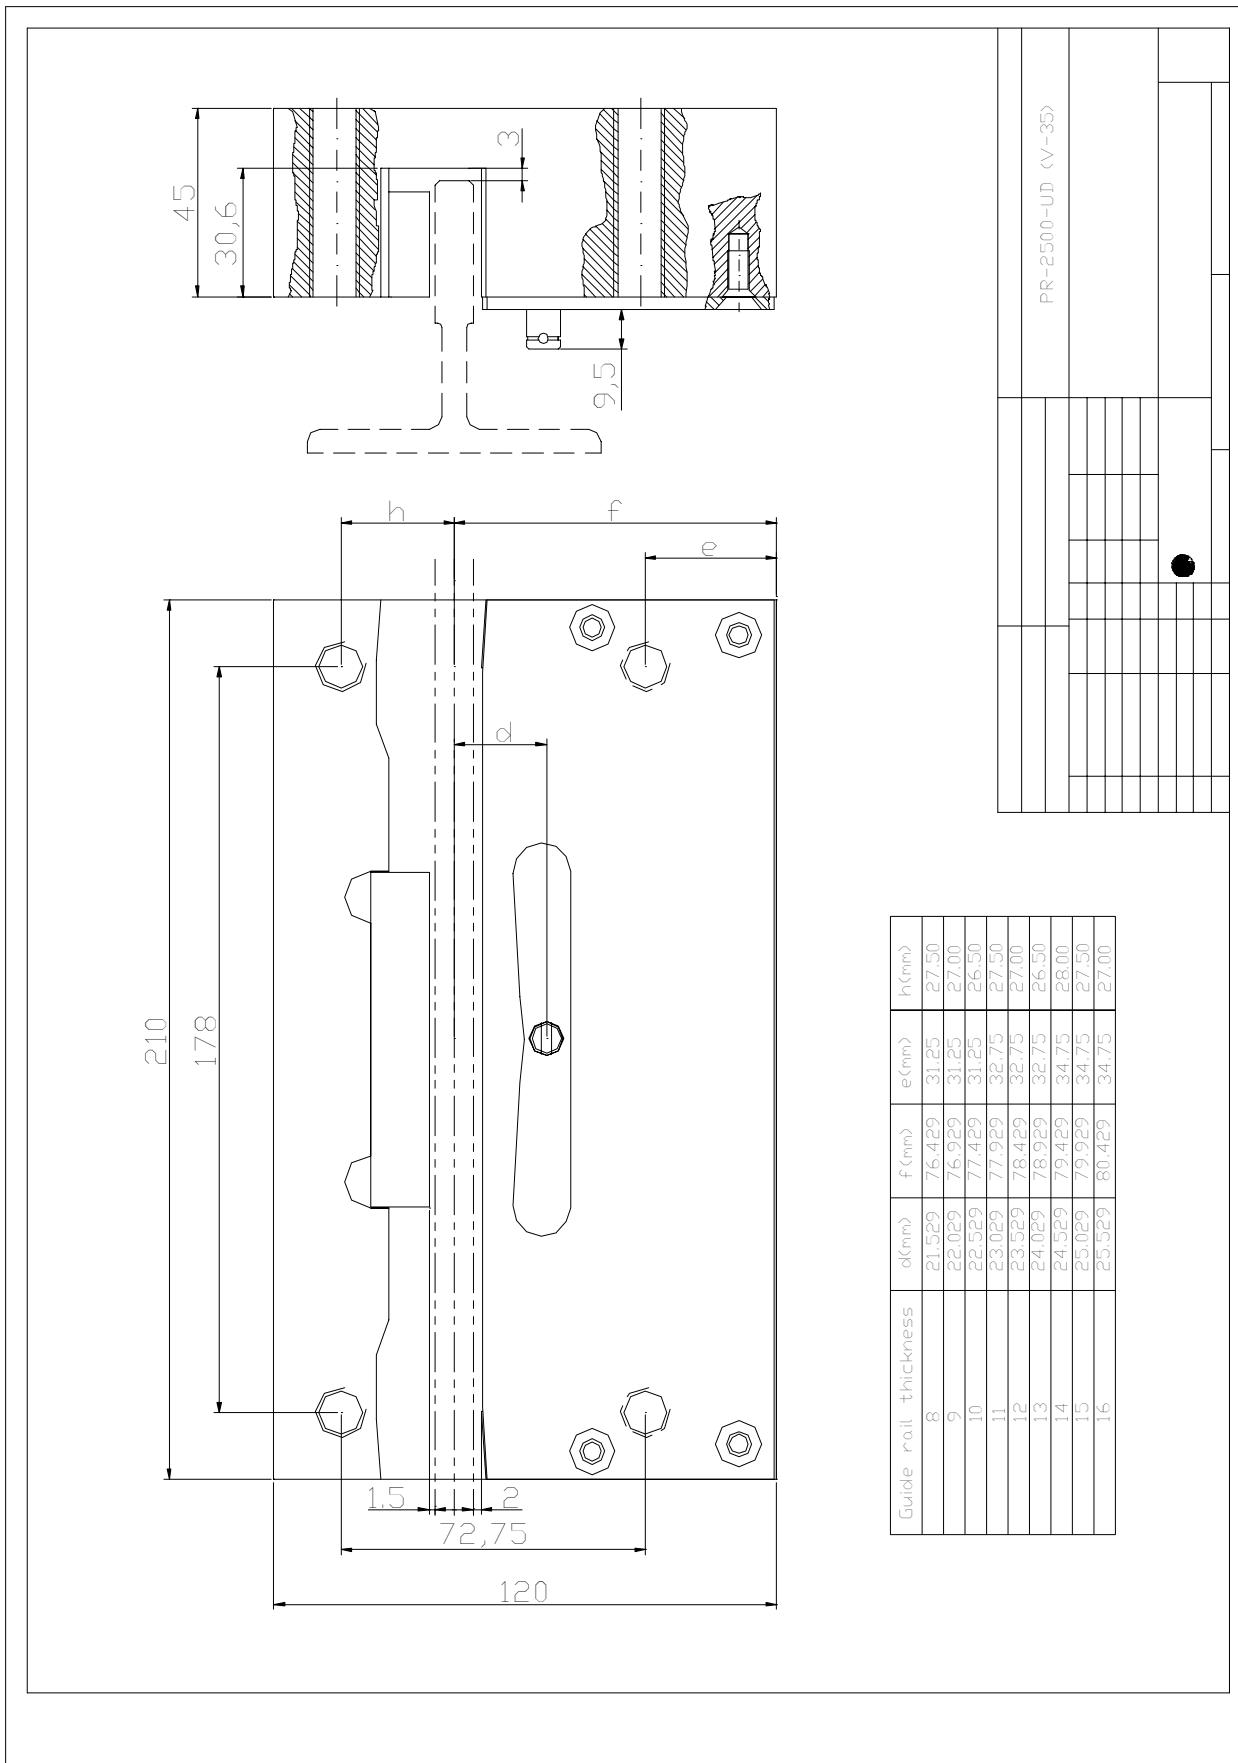 45
30,6
3
9,5
PR-2500-UD (V-35)
h
f
e
d
210
178
1.5
2
72,75
120
Guide rail thickness d(mm) f(mm) e(mm) h(mm)
8 21.529 76.429 31.25 27.50
9 22.029 76.929 31.25 27.00
10 22.529 77.429 31.25 26.50
11 23.029 77.929 32.75 27.50
12 23.529 78.429 32.75 27.00
13 24.029 78.929 32.75 26.50
14 24.529 79.429 34.75 28.00
15 25.029 79.929 34.75 27.50
16 25.529 80.429 34.75 27.00